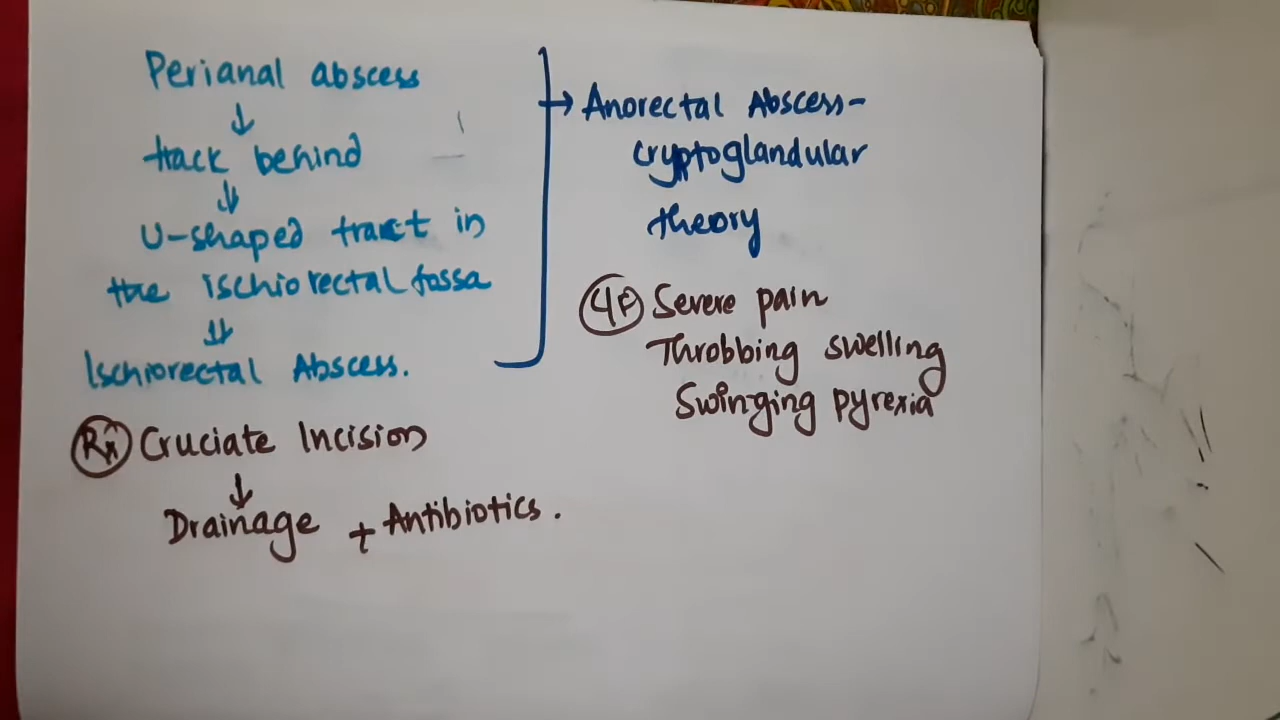 Perianal abscess
↓
track behind
↓
U-shaped tract in
the ischiorectal fossa
↓
Ischiorectal Abscess.
→ Anorectal Abscess-
cryptoglandular
theory
C/F Severe pain
Throbbing swelling
Swinging pyrexia
Rx Cruciate Incision
↓
Drainage + Antibiotics.